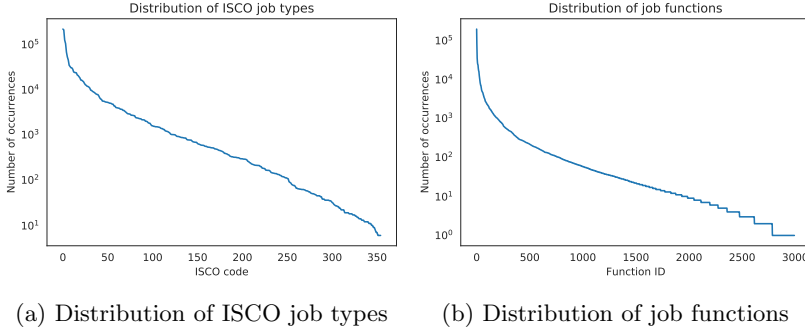 Distribution of ISCO job types
Number of occurrences
10^5
10^4
10^3
10^2
10^1
0 50 100 150 200 250 300 350
ISCO code
Distribution of job functions
Number of occurrences
10^5
10^4
10^3
10^2
10^1
10^0
0 500 1000 1500 2000 2500 3000
Function ID
(a) Distribution of ISCO job types
(b) Distribution of job functions